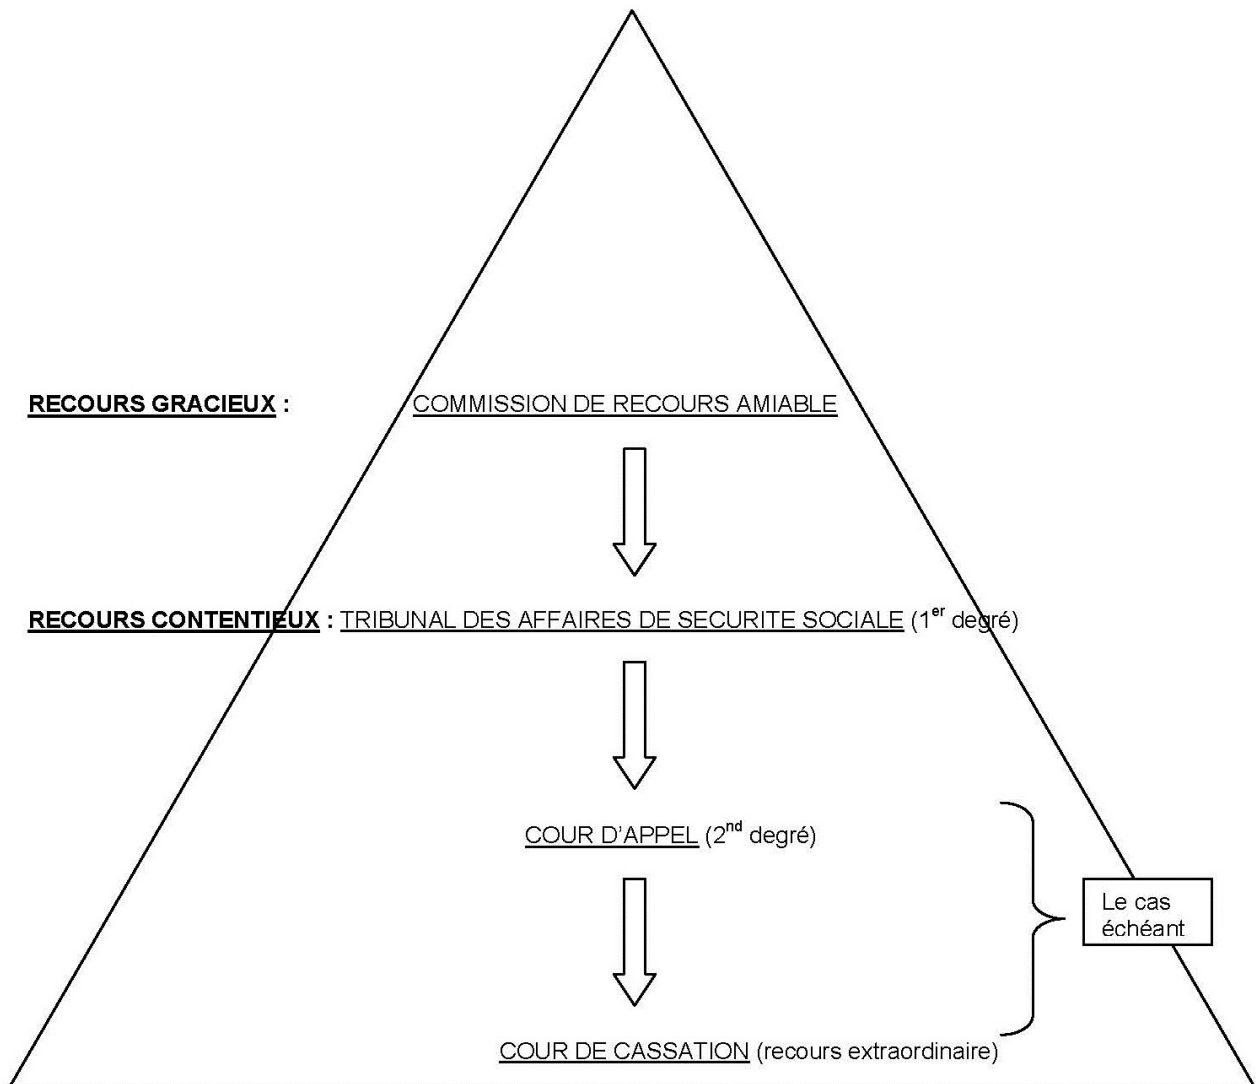 RECOURS GRACIEUX : COMMISSION DE RECOURS AMIABLE
RECOURS CONTENTIEUX : TRIBUNAL DES AFFAIRES DE SECURITE SOCIALE (1er degré)
COUR D'APPEL (2nd degré)
Le cas
échéant
COUR DE CASSATION (recours extraordinaire)